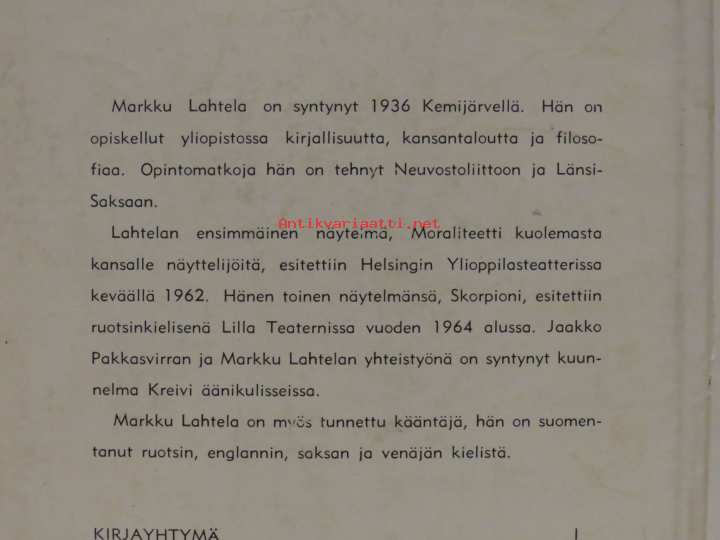 Markku Lahtela on syntynyt 1936 Kemijärvellä. Hän on
opiskellut yliopistossa kirjallisuutta, kansantaloutta ja filoso-
fiaa. Opintomatkoja hän on tehnyt Neuvostoliittoon ja Länsi-
Saksaan.
Antikvariaatti.net
Lahtelan ensimmäinen näytelmä, Moraliteetti kuolemasta
kansalle näyttelijöitä, esitettiin Helsingin Ylioppilasteatterissa
keväällä 1962. Hänen toinen näytelmänsä, Skorpioni, esitettiin
ruotsinkielisenä Lilla Teaternissa vuoden 1964 alussa. Jaakko
Pakkasvirran ja Markku Lahtelan yhteistyönä on syntynyt kuun-
nelma Kreivi äänikulisseissa.
Markku Lahtela on myös tunnettu kääntäjä, hän on suomen-
tanut ruotsin, englannin, saksan ja venäjän kielistä.
KIRJAYHTYMÄ